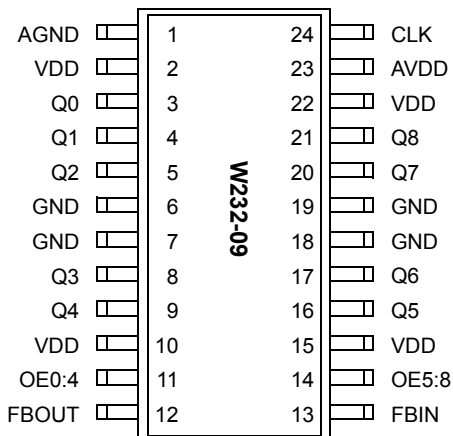 AGND 1 24 CLK
VDD 2 23 AVDD
Q0 3 22 VDD
Q1 4 21 Q8
Q2 5 20 Q7
GND 6 19 GND
GND 7 18 GND
Q3 8 17 Q6
Q4 9 16 Q5
VDD 10 15 VDD
OE0:4 11 14 OE5:8
FBOUT 12 13 FBIN
W232-09